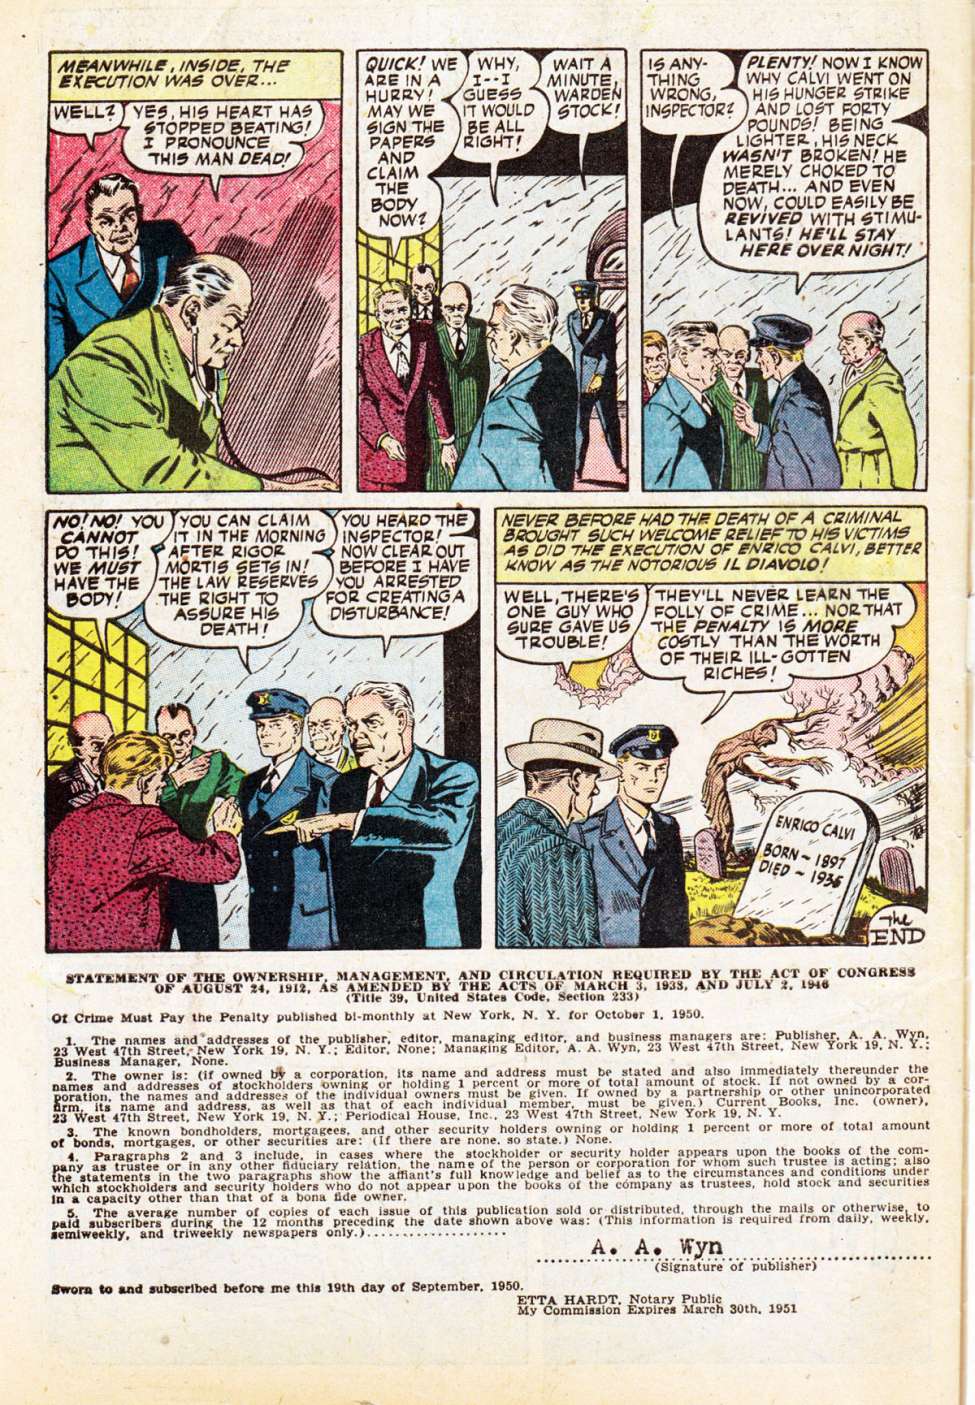 MEANWHILE, INSIDE, THE
EXECUTION WAS OVER...
WELL?
YES, HIS HEART HAS
STOPPED BEATING!
I PRONOUNCE
THIS MAN DEAD!
QUICK! WE
ARE IN A
HURRY!
MAY WE
SIGN THE
PAPERS
AND
CLAIM
THE
BODY
NOW?
WHY,
I--I
GUESS
IT WOULD
BE ALL
RIGHT!
WAIT A
MINUTE,
WARDEN
STOCK!
IS ANY-
THING
WRONG,
INSPECTOR?
PLENTY! NOW I KNOW
WHY CALVI WENT ON
HIS HUNGER STRIKE
AND LOST FORTY
POUNDS! BEING
LIGHTER, HIS NECK
WASN'T BROKEN! HE
MERELY CHOKED TO
DEATH... AND EVEN
NOW, COULD EASILY BE
REVIVED WITH STIMU-
LANTS! HE'LL STAY
HERE OVER NIGHT!
NO! NO! YOU
CANNOT
DO THIS!
WE MUST
HAVE THE
BODY!
YOU CAN CLAIM
IT IN THE MORNING
AFTER RIGOR
MORTIS SETS IN!
THE LAW RESERVES
THE RIGHT TO
ASSURE HIS
DEATH!
YOU HEARD THE
INSPECTOR!
NOW CLEAR OUT
BEFORE I HAVE
YOU ARRESTED
FOR CREATING A
DISTURBANCE!
NEVER BEFORE HAD THE DEATH OF A CRIMINAL
BROUGHT SUCH WELCOME RELIEF TO HIS VICTIMS
AS DID THE EXECUTION OF ENRICO CALVI, BETTER
KNOW AS THE NOTORIOUS IL DIAVOLO!
WELL, THERE'S
ONE GUY WHO
SURE GAVE US
TROUBLE!
THEY'LL NEVER LEARN THE
FOLLY OF CRIME... NOR THAT
THE PENALTY IS MORE
COSTLY THAN THE WORTH
OF THEIR ILL-GOTTEN
RICHES!
ENRICO CALVI
BORN ~ 1897
DIED ~ 1936
The
END
STATEMENT OF THE OWNERSHIP, MANAGEMENT, AND CIRCULATION REQUIRED BY THE ACT OF CONGRESS
OF AUGUST 24, 1912, AS AMENDED BY THE ACTS OF MARCH 3, 1933, AND JULY 2, 1946
(Title 39, United States Code, Section 233)
Of Crime Must Pay the Penalty published bi-monthly at New York, N. Y. for October 1, 1950.
1. The names and addresses of the publisher, editor, managing editor, and business managers are: Publisher, A. A. Wyn,
23 West 47th Street, New York 19, N. Y.; Editor, None; Managing Editor, A. A. Wyn, 23 West 47th Street, New York 19, N. Y.;
Business Manager, None.
2. The owner is: (if owned by a corporation, its name and address must be stated and also immediately thereunder the
names and addresses of stockholders owning or holding 1 percent or more of total amount of stock. If not owned by a cor-
poration, the names and addresses of the individual owners must be given. If owned by a partnership or other unincorporated
firm, its name and address, as well as that of each individual member, must be given.) Current Books, Inc. (owner),
23 West 47th Street, New York 19, N. Y.; Periodical House, Inc., 23 West 47th Street, New York 19, N. Y.
3. The known bondholders, mortgagees, and other security holders owning or holding 1 percent or more of total amount
of bonds, mortgages, or other securities are: (If there are none, so state.) None.
4. Paragraphs 2 and 3 include, in cases where the stockholder or security holder appears upon the books of the com-
pany as trustee or in any other fiduciary relation, the name of the person or corporation for whom such trustee is acting; also
the statements in the two paragraphs show the affiant's full knowledge and belief as to the circumstances and conditions under
which stockholders and security holders who do not appear upon the books of the company as trustees, hold stock and securities
in a capacity other than that of a bona fide owner.
5. The average number of copies of each issue of this publication sold or distributed, through the mails or otherwise, to
paid subscribers during the 12 months preceding the date shown above was: (This information is required from daily, weekly,
semiweekly, and triweekly newspapers only.)....................
A. A. Wyn
(Signature of publisher)
Sworn to and subscribed before me this 19th day of September, 1950.
ETTA HARDT, Notary Public
My Commission Expires March 30th, 1951